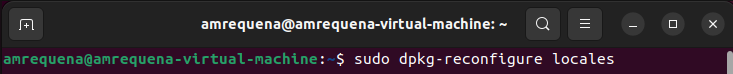 amrequena@amrequena-virtual-machine: ~
amrequena@amrequena-virtual-machine:~$ sudo dpkg-reconfigure locales